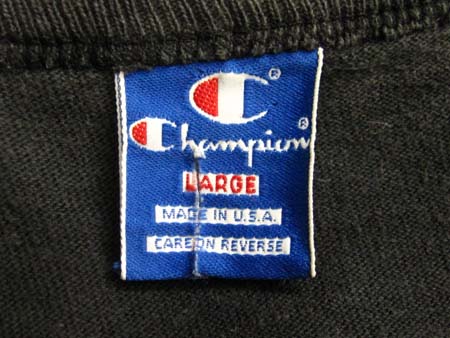 C®
Champion®
LARGE
MADE IN U.S.A.
CARE ON REVERSE